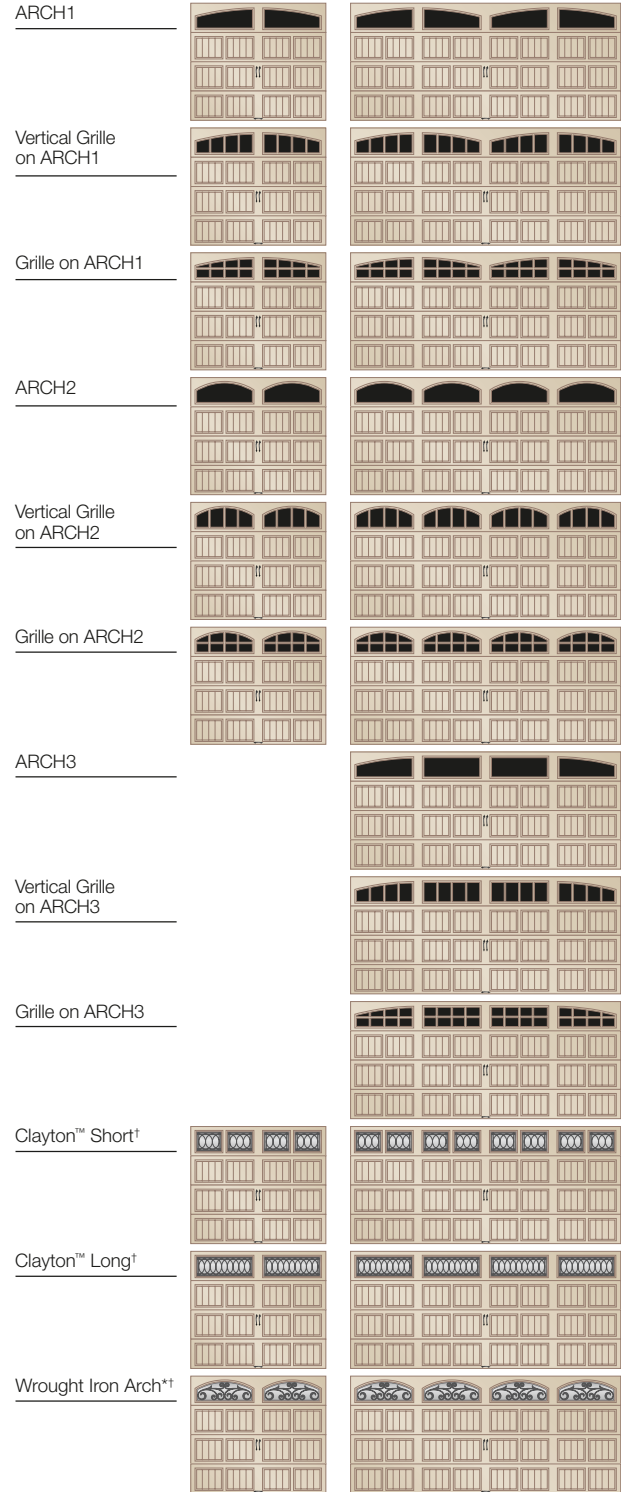 ARCH1
Vertical Grille
on ARCH1
Grille on ARCH1
ARCH2
Vertical Grille
on ARCH2
Grille on ARCH2
ARCH3
Vertical Grille
on ARCH3
Grille on ARCH3
Clayton™ Short†
Clayton™ Long†
Wrought Iron Arch*†